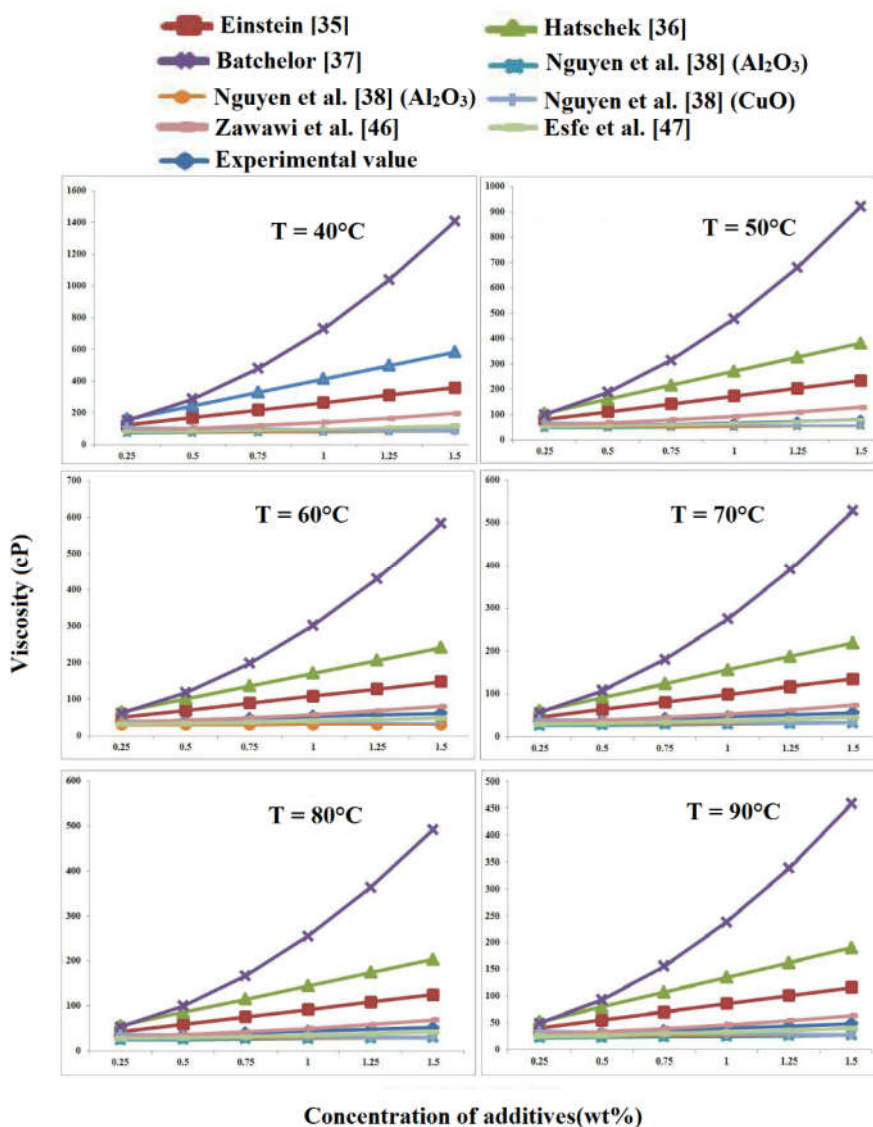 Einstein [35]
Hatschek [36]
Batchelor [37]
Nguyen et al. [38] (Al₂O₃)
Nguyen et al. [38] (Al₂O₃)
Nguyen et al. [38] (CuO)
Zawawi et al. [46]
Esfe et al. [47]
Experimental value
T = 40°C
1600
1400
1200
1000
800
600
400
200
0
0.25 0.5 0.75 1 1.25 1.5
T = 50°C
1000
900
800
700
600
500
400
300
200
100
0
0.25 0.5 0.75 1 1.25 1.5
Viscosity (cP)
T = 60°C
700
600
500
400
300
200
100
0
0.25 0.5 0.75 1 1.25 1.5
T = 70°C
600
500
400
300
200
100
0
0.25 0.5 0.75 1 1.25 1.5
T = 80°C
600
500
400
300
200
100
0
0.25 0.5 0.75 1 1.25 1.5
T = 90°C
500
450
400
350
300
250
200
150
100
50
0
0.25 0.5 0.75 1 1.25 1.5
Concentration of additives(wt%)